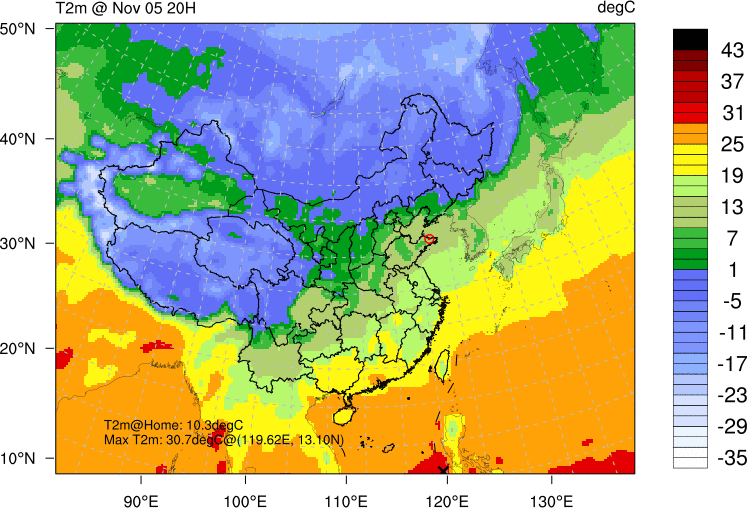 T2m @ Nov 05 20H degC
50°N
40°N
30°N
20°N
10°N
T2m@Home: 10.3degC
Max T2m: 30.7degC@(119.62E, 13.10N)
90°E 100°E 110°E 120°E 130°E
43
37
31
25
19
13
7
1
-5
-11
-17
-23
-29
-35